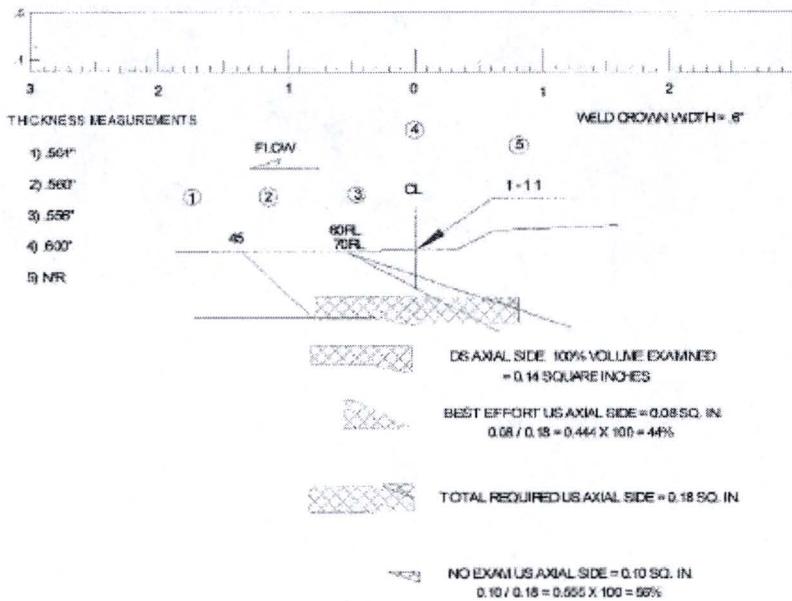 .5
.1
3 2 1 0 1 2
THICKNESS MEASUREMENTS
WELD CROWN WIDTH = .6"
1) .561"
2) .560"
3) .556"
4) .600"
5) N/R
FLOW
4
5
1
2
3
CL
1-11
45
60RL
70RL
DS AXIAL SIDE 100% VOLUME EXAMINED
= 0.14 SQUARE INCHES
BEST EFFORT US AXIAL SIDE = 0.08 SQ. IN.
0.08 / 0.18 = 0.444 X 100 = 44%
TOTAL REQUIRED US AXIAL SIDE = 0.18 SQ. IN.
NO EXAM US AXIAL SIDE = 0.10 SQ. IN.
0.10 / 0.18 = 0.555 X 100 = 56%